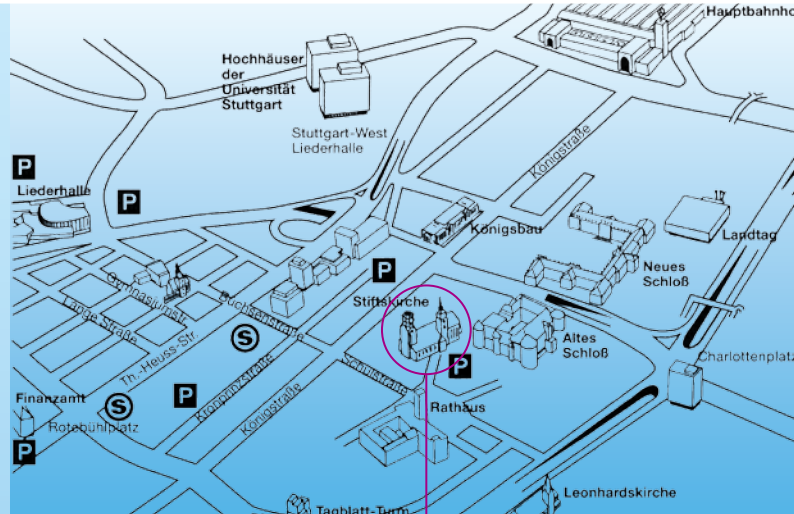 Hauptbahnho
Hochhäuser
der
Universität
Stuttgart
Stuttgart-West
Liederhalle
Königstraße
P
Liederhalle
P
Königsbau
Landtag
Neues
Schloß
P
Gymnasiumstr.
Lange Straße
Büchsenstraße
Stiftskirche
S
Th.-Heuss-Str.
Altes
Schloß
Charlottenplatz
P
Finanzamt
S
P
Kronprinzstraße
Königstraße
Rathaus
Rotebühlplatz
P
Leonhardskirche
Tagblatt-Turm